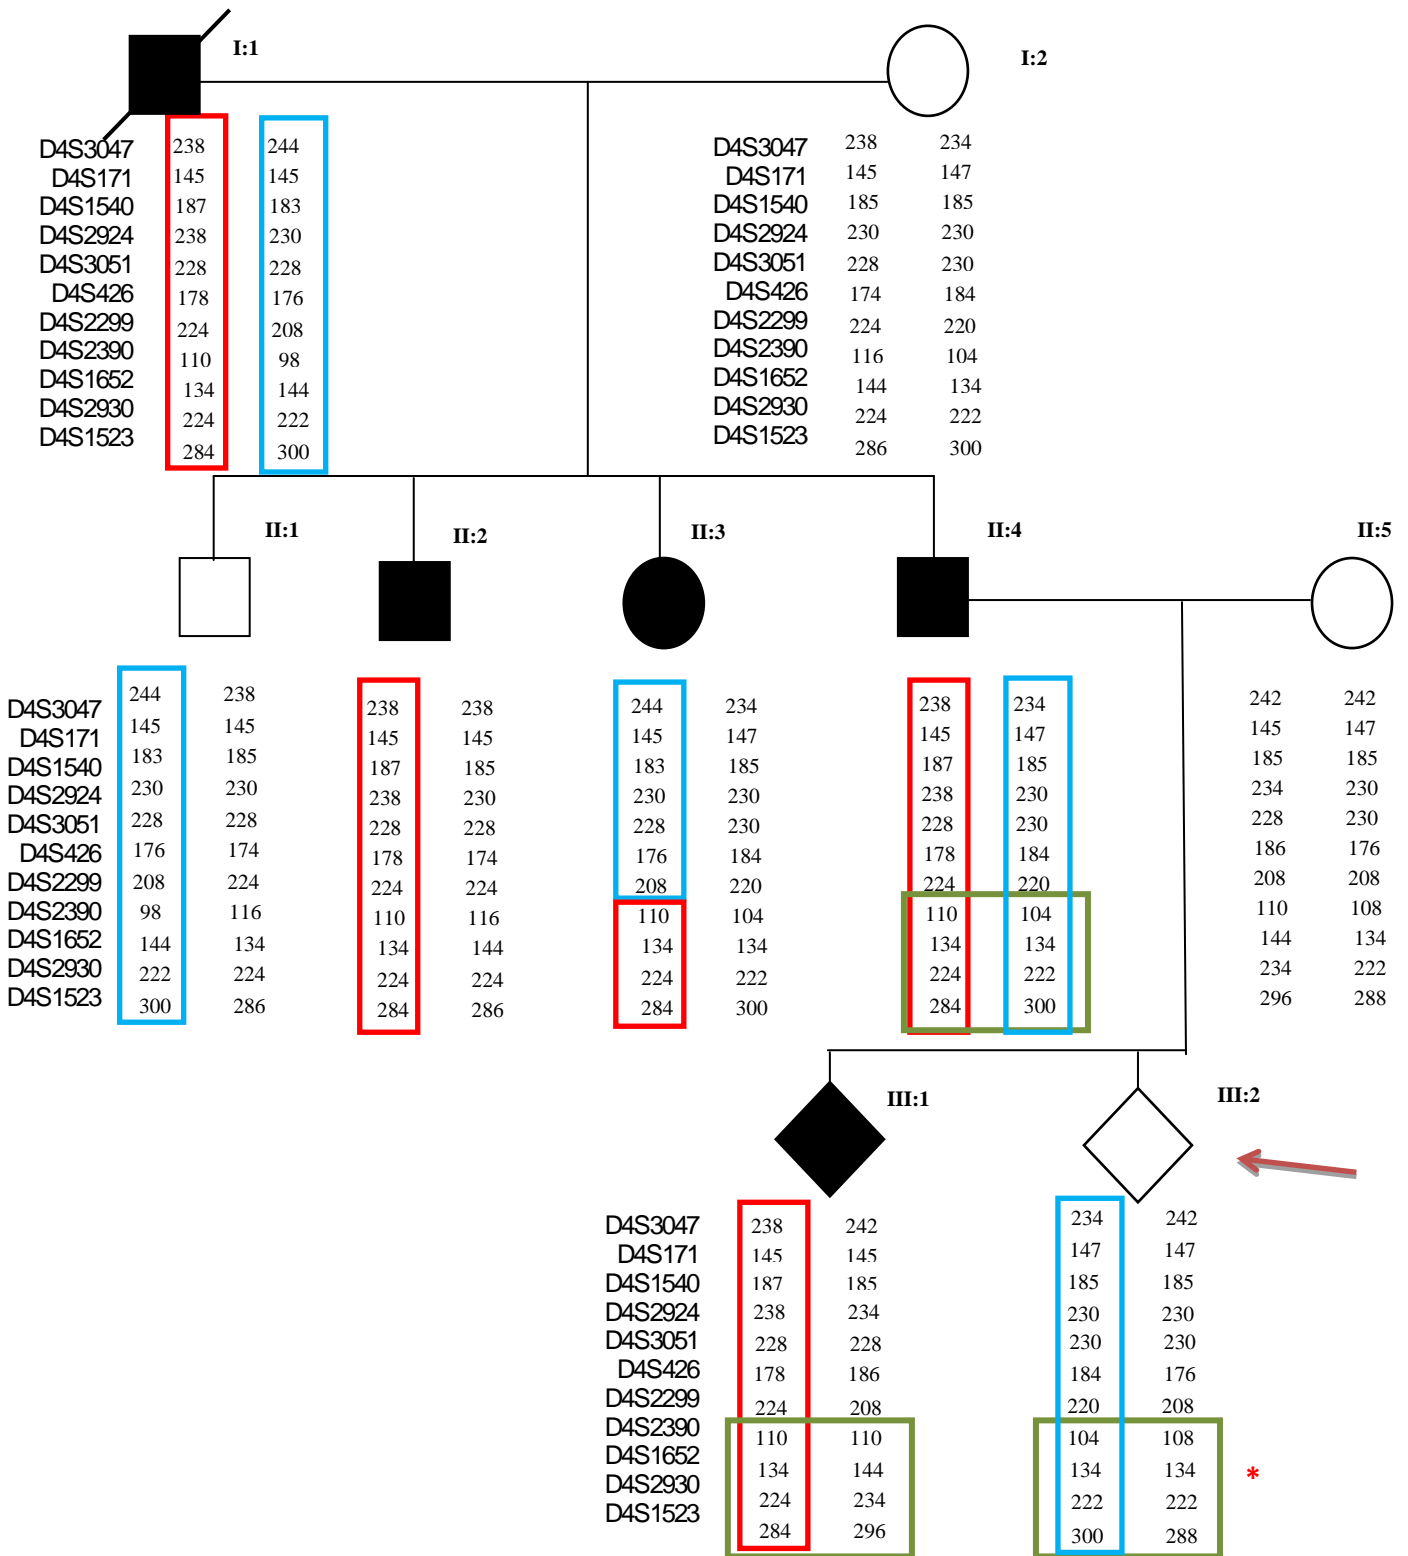 I:1
I:2
D4S3047 238 244
D4S171 145 145
D4S1540 187 183
D4S2924 238 230
D4S3051 228 228
D4S426 178 176
D4S2299 224 208
D4S2390 110 98
D4S1652 134 144
D4S2930 224 222
D4S1523 284 300
D4S3047 238 234
D4S171 145 147
D4S1540 185 185
D4S2924 230 230
D4S3051 228 230
D4S426 174 184
D4S2299 224 220
D4S2390 116 104
D4S1652 144 134
D4S2930 224 222
D4S1523 286 300
II:1 II:2 II:3 II:4 II:5
D4S3047 244 238 238 238 244 234 238 234 242 242
D4S171 145 145 145 145 145 147 145 147 145 147
D4S1540 183 185 187 185 183 185 187 185 185 185
D4S2924 230 230 238 230 230 230 238 230 234 230
D4S3051 228 228 228 228 228 230 228 230 228 230
D4S426 176 174 178 174 176 184 178 184 186 176
D4S2299 208 224 224 224 208 220 224 220 208 208
D4S2390 98 116 110 116 110 104 110 104 110 108
D4S1652 144 134 134 144 134 134 134 134 144 134
D4S2930 222 224 224 224 224 222 224 222 234 222
D4S1523 300 286 284 286 284 300 284 300 296 288
III:1 III:2
D4S3047 238 242 234 242
D4S171 145 145 147 147
D4S1540 187 185 185 185
D4S2924 238 234 230 230
D4S3051 228 228 230 230
D4S426 178 186 184 176
D4S2299 224 208 220 208
D4S2390 110 110 104 108
D4S1652 134 144 134 134 *
D4S2930 224 234 222 222
D4S1523 284 296 300 288